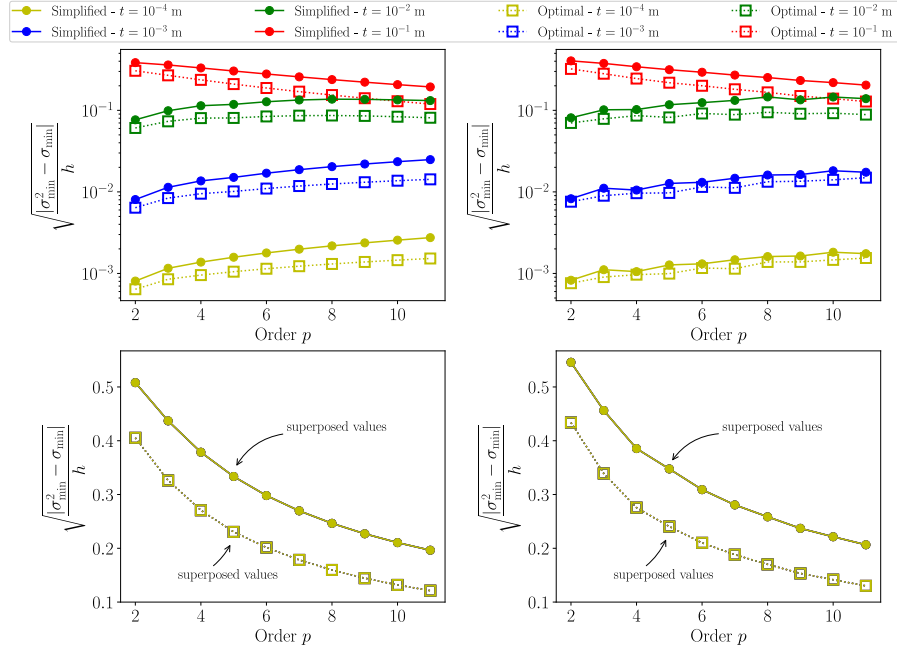 Simplified - t = 10⁻⁴ m
Simplified - t = 10⁻² m
Optimal - t = 10⁻⁴ m
Optimal - t = 10⁻² m
Simplified - t = 10⁻³ m
Simplified - t = 10⁻¹ m
Optimal - t = 10⁻³ m
Optimal - t = 10⁻¹ m
10⁻¹
10⁻²
10⁻³
√(|σ²min − σmin| / h)
2 4 6 8 10
Order p
10⁻¹
10⁻²
10⁻³
√(|σ²min − σmin| / h)
2 4 6 8 10
Order p
0.5
0.4
0.3
0.2
0.1
√(|σ²min − σmin| / h)
superposed values
superposed values
2 4 6 8 10
Order p
0.5
0.4
0.3
0.2
0.1
√(|σ²min − σmin| / h)
superposed values
superposed values
2 4 6 8 10
Order p